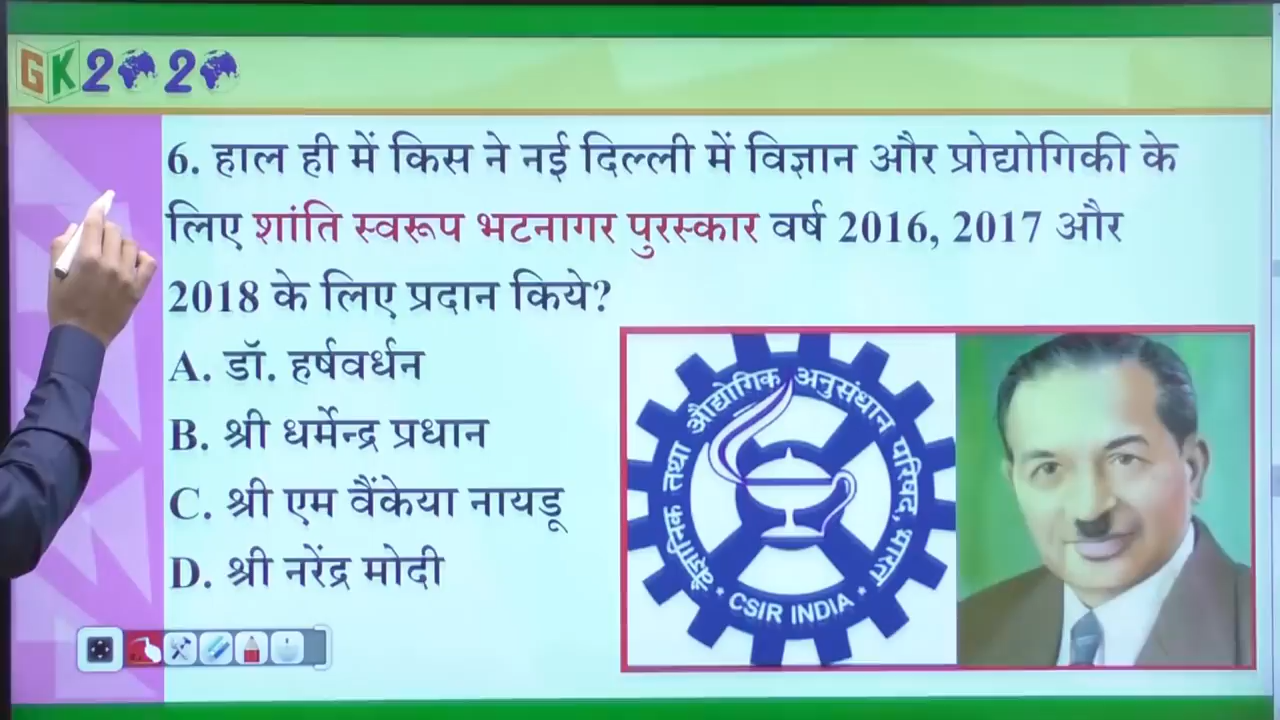 GK2020
6. हाल ही में किस ने नई दिल्ली में विज्ञान और प्रोद्योगिकी के
लिए शांति स्वरूप भटनागर पुरस्कार वर्ष 2016, 2017 और
2018 के लिए प्रदान किये?
A. डॉ. हर्षवर्धन
B. श्री धर्मेन्द्र प्रधान
C. श्री एम वैंकेया नायडू
D. श्री नरेंद्र मोदी
वैज्ञानिक तथा औद्योगिक अनुसंधान परिषद, भारत
* CSIR INDIA *